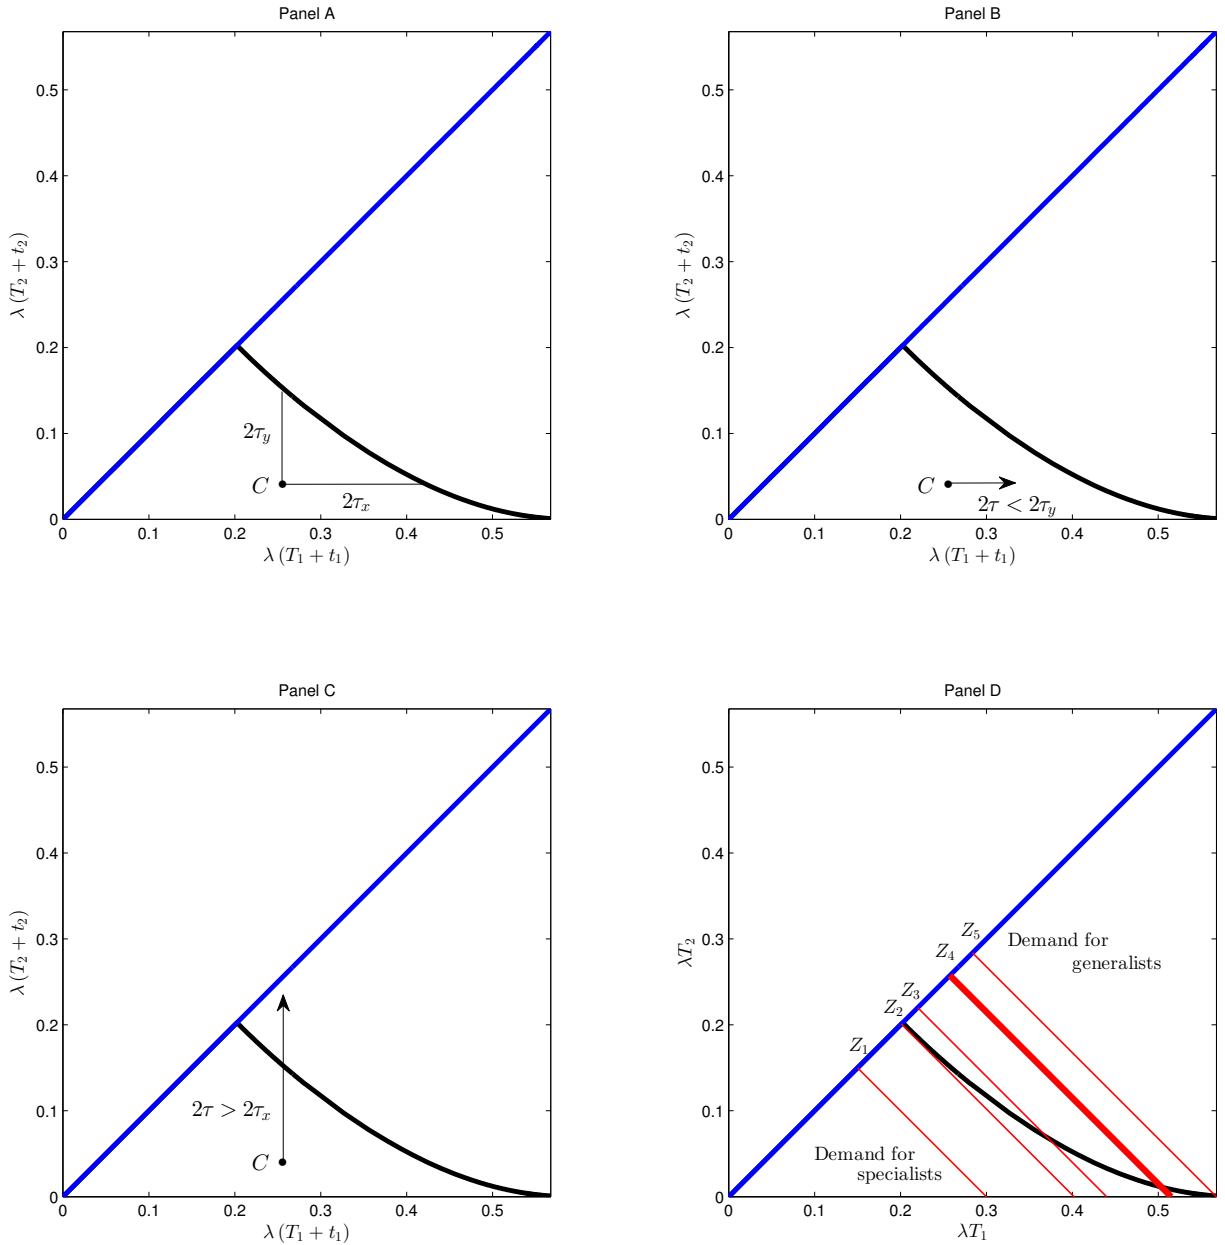 Panel A
0.5
0.4
0.3
0.2
0.1
0
λ (T₂ + t₂)
2τ_y
C
2τ_x
0 0.1 0.2 0.3 0.4 0.5
λ (T₁ + t₁)
Panel B
0.5
0.4
0.3
0.2
0.1
0
λ (T₂ + t₂)
C
2τ < 2τ_y
0 0.1 0.2 0.3 0.4 0.5
λ (T₁ + t₁)
Panel C
0.5
0.4
0.3
0.2
0.1
0
λ (T₂ + t₂)
2τ > 2τ_x
C
0 0.1 0.2 0.3 0.4 0.5
λ (T₁ + t₁)
Panel D
0.5
0.4
0.3
0.2
0.1
0
λT₂
Z₅
Z₄
Z₃
Z₂
Z₁
Demand for
generalists
Demand for
specialists
0 0.1 0.2 0.3 0.4 0.5
λT₁